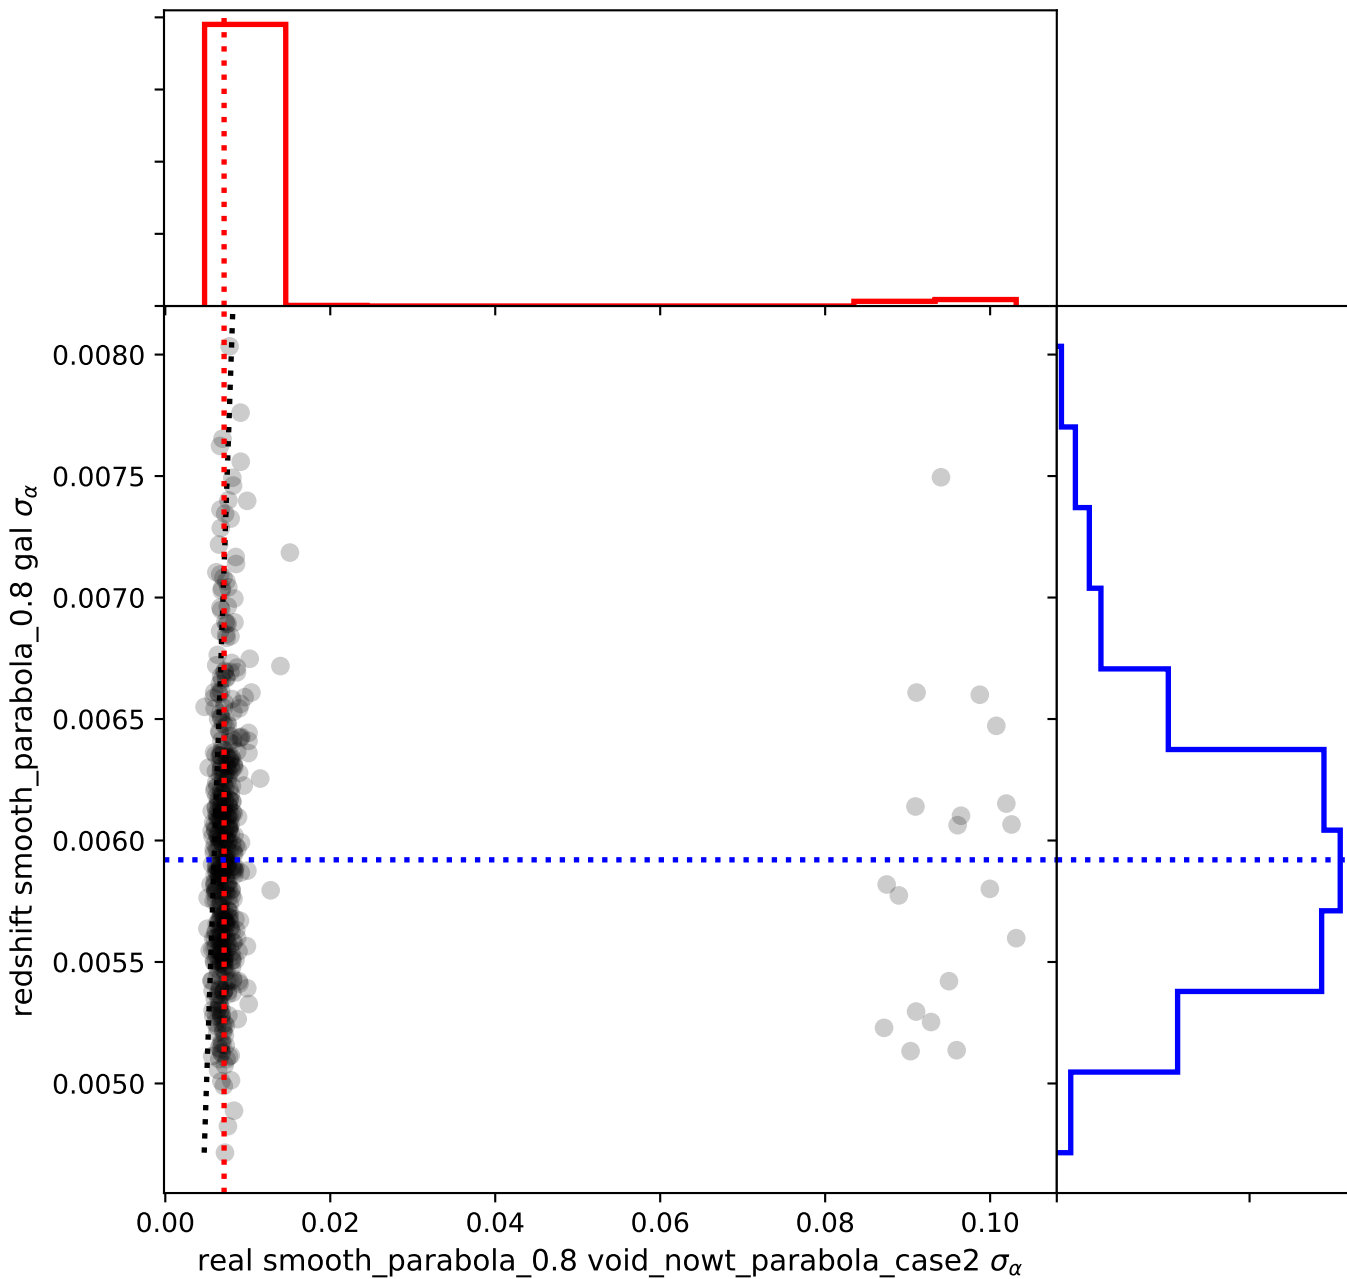 0.0080
0.0075
0.0070
0.0065
0.0060
0.0055
0.0050
redshift smooth_parabola_0.8 gal σα
0.00 0.02 0.04 0.06 0.08 0.10
real smooth_parabola_0.8 void_nowt_parabola_case2 σα